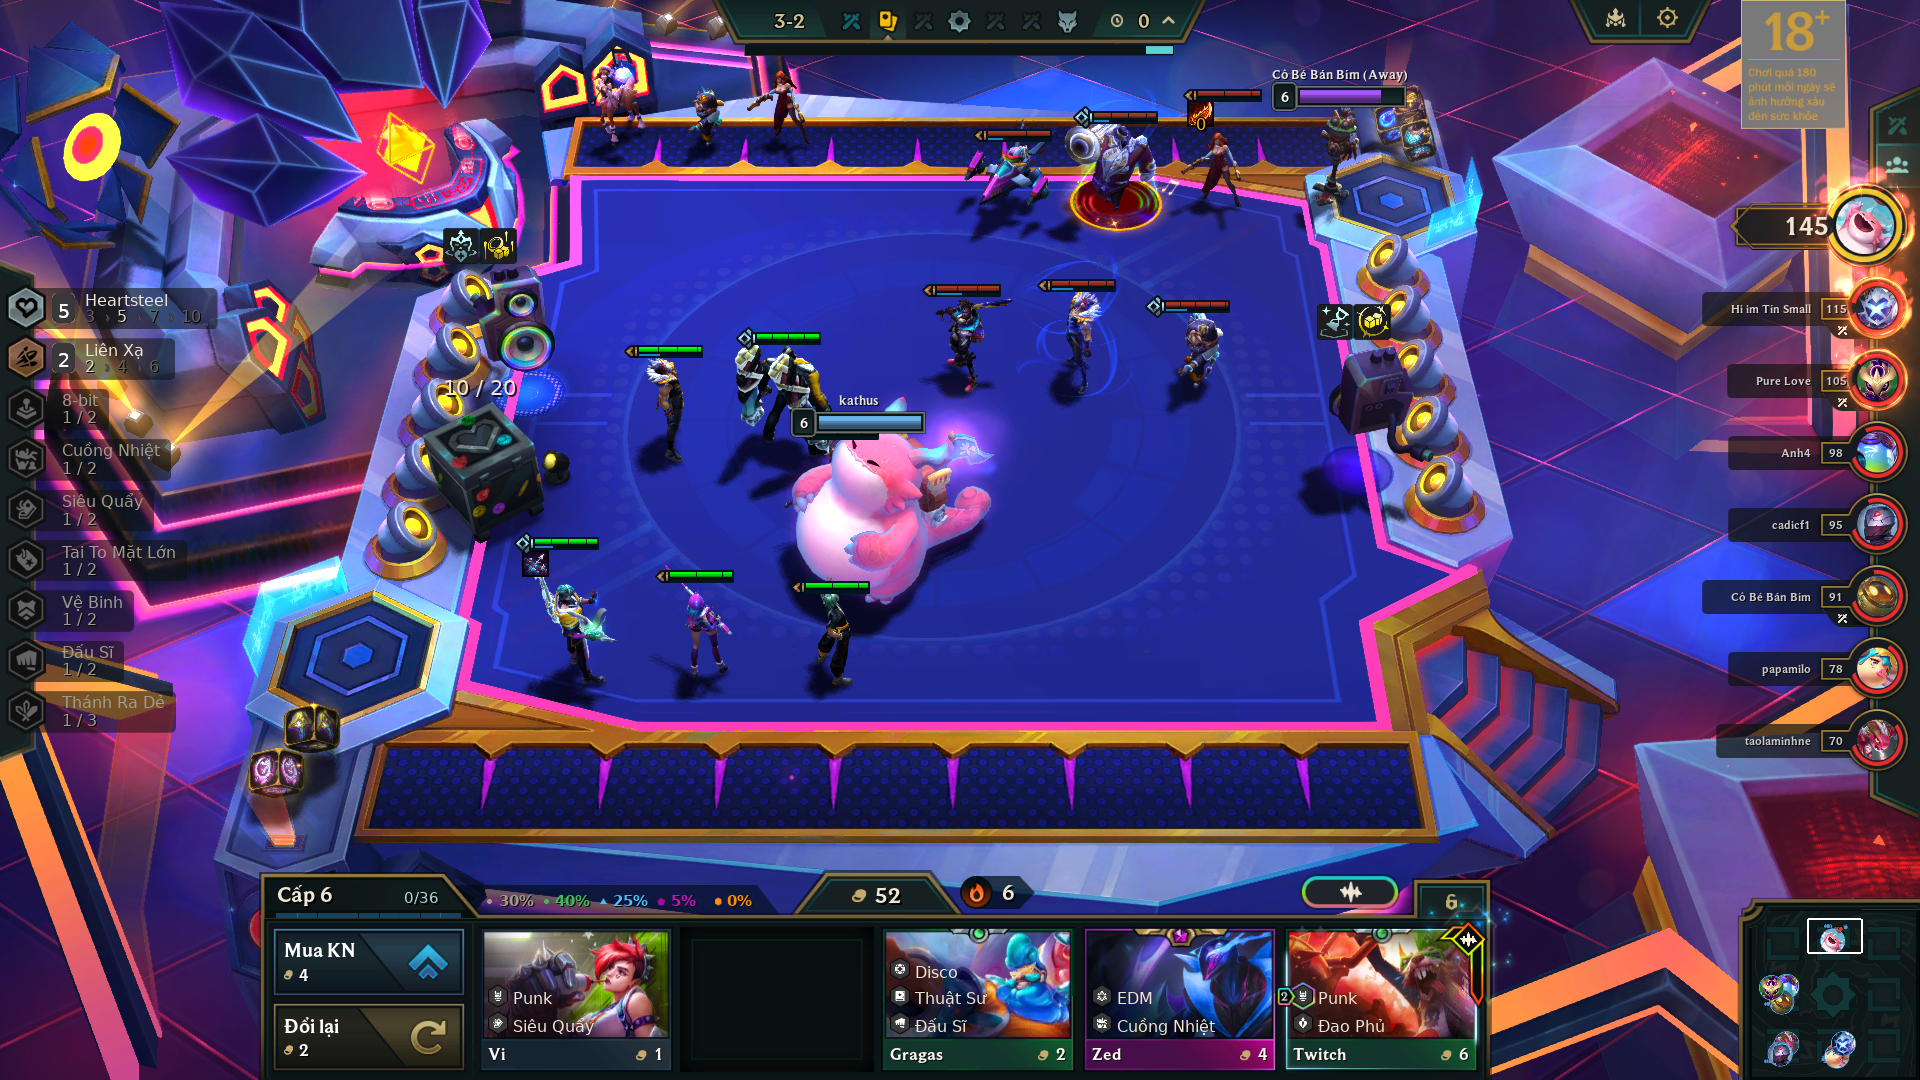 3-2
0
18+
Chơi quá 180
phút mỗi ngày sẽ
ảnh hưởng xấu
đến sức khỏe
Cô Bé Bán Bim (Away)
6
0
145
5
Heartsteel
3 › 5 › 7 › 10
2
Liên Xạ
2 › 4 › 6
8-bit
1 / 2
Cuồng Nhiệt
1 / 2
Siêu Quẩy
1 / 2
Tai To Mặt Lớn
1 / 2
Vệ Binh
1 / 2
Đấu Sĩ
1 / 2
Thánh Ra Dẻ
1 / 3
10 / 20
kathus
6
Hi im Tín Small
115
Pure Love
105
Anh4
98
cadicf1
95
Cô Bé Bán Bim
91
papamilo
78
taolaminhne
70
Cấp 6
0/36
30%
40%
25%
5%
0%
52
6
6
Mua KN
4
Đổi lại
2
Punk
Siêu Quẩy
Vi
1
Disco
Thuật Sư
Đấu Sĩ
Gragas
2
EDM
Cuồng Nhiệt
Zed
4
2
Punk
Đao Phủ
Twitch
6